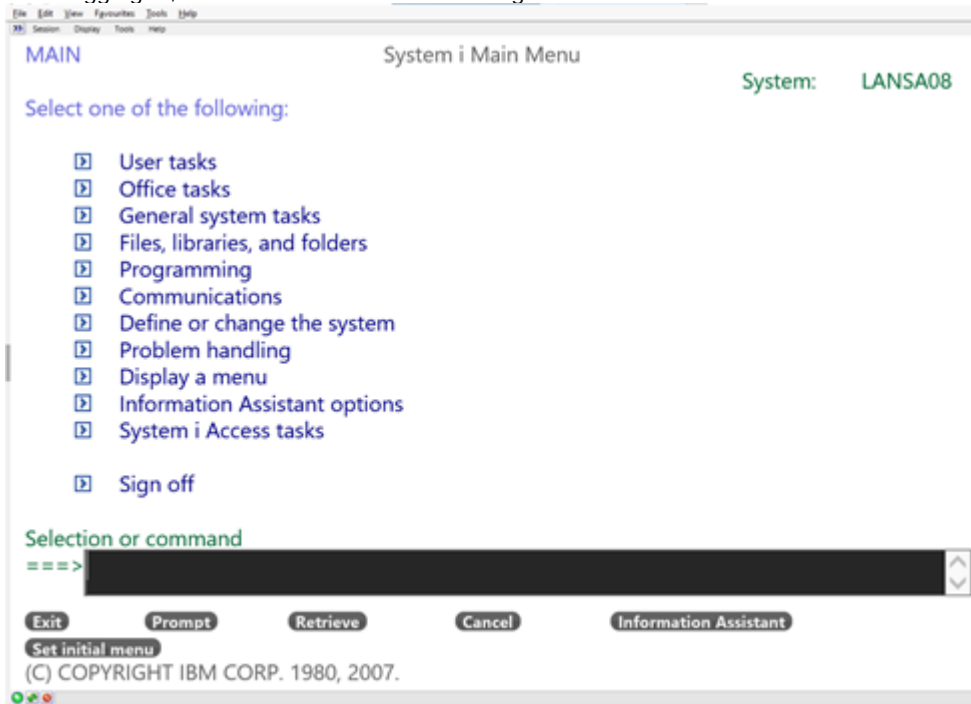 File Edit View Favourites Tools Help
Session Display Tools Help
MAIN System i Main Menu
System: LANSA08
Select one of the following:
User tasks
Office tasks
General system tasks
Files, libraries, and folders
Programming
Communications
Define or change the system
Problem handling
Display a menu
Information Assistant options
System i Access tasks
Sign off
Selection or command
===>
Exit Prompt Retrieve Cancel Information Assistant
Set initial menu
(C) COPYRIGHT IBM CORP. 1980, 2007.